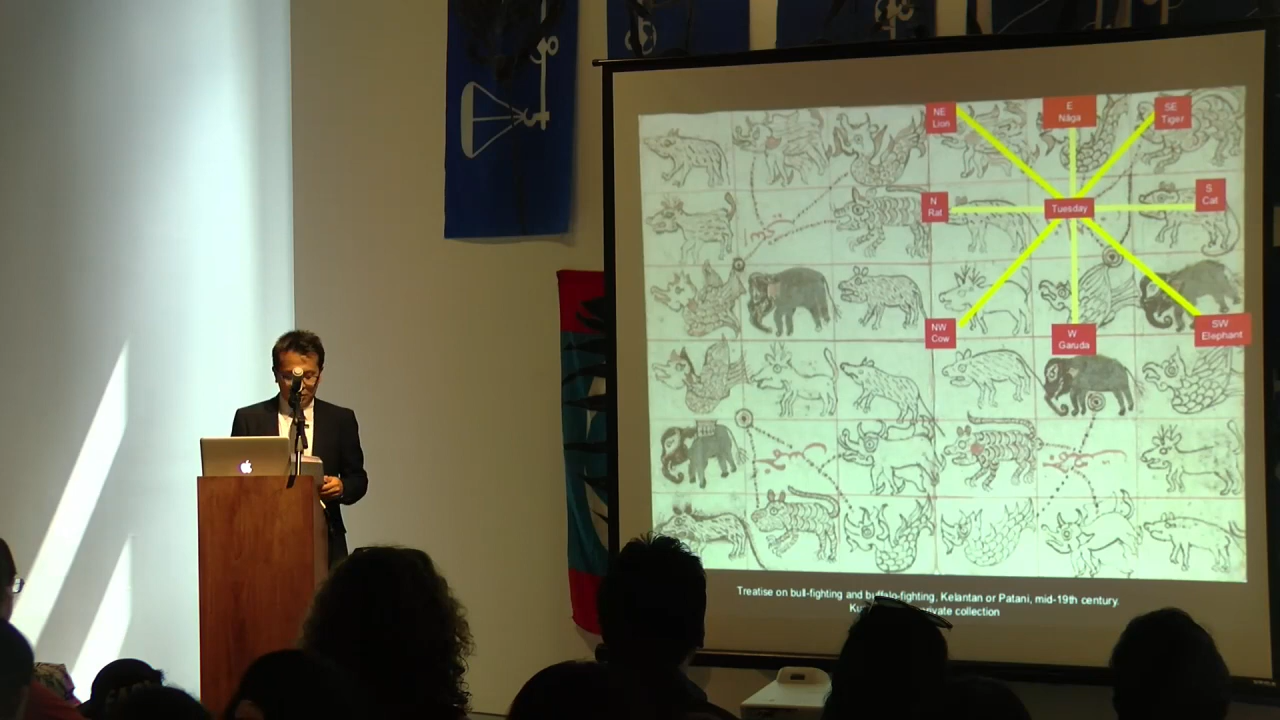 NE
Lion
E
Nāga
SE
Tiger
N
Rat
Tuesday
S
Cat
NW
Cow
W
Garuda
SW
Elephant
Treatise on bull-fighting and buffalo-fighting, Kelantan or Patani, mid-19th century.
private collection